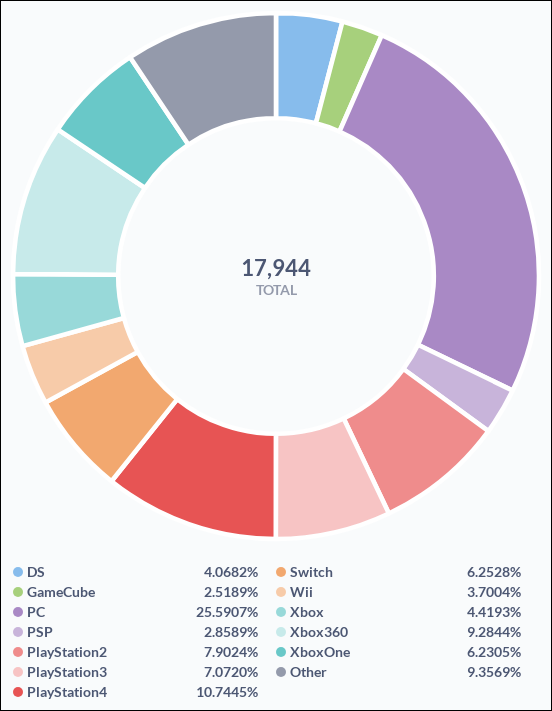 17,944
TOTAL
DS 4.0682%
GameCube 2.5189%
PC 25.5907%
PSP 2.8589%
PlayStation2 7.9024%
PlayStation3 7.0720%
PlayStation4 10.7445%
Switch 6.2528%
Wii 3.7004%
Xbox 4.4193%
Xbox360 9.2844%
XboxOne 6.2305%
Other 9.3569%